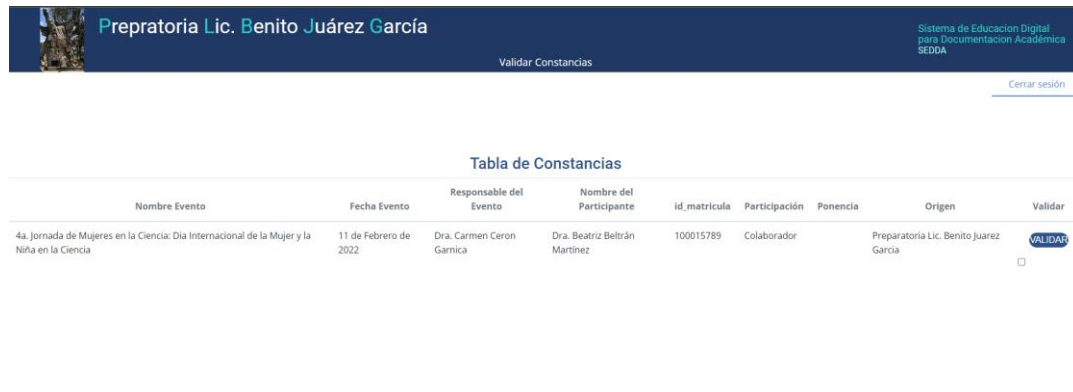 Prepratoria Lic. Benito Juárez García
Sistema de Educacion Digital
para Documentacion Académica
SEDDA
Validar Constancias
Cerrar sesión
Tabla de Constancias
Nombre Evento
Fecha Evento
Responsable del
Evento
Nombre del
Participante
id_matricula
Participación
Ponencia
Origen
Validar
4a. Jornada de Mujeres en la Ciencia: Dia Internacional de la Mujer y la
Niña en la Ciencia
11 de Febrero de
2022
Dra. Carmen Ceron
Garnica
Dra. Beatriz Beltrán
Martínez
100015789
Colaborador
Preparatoria Lic. Benito Juarez
Garcia
VALIDAR